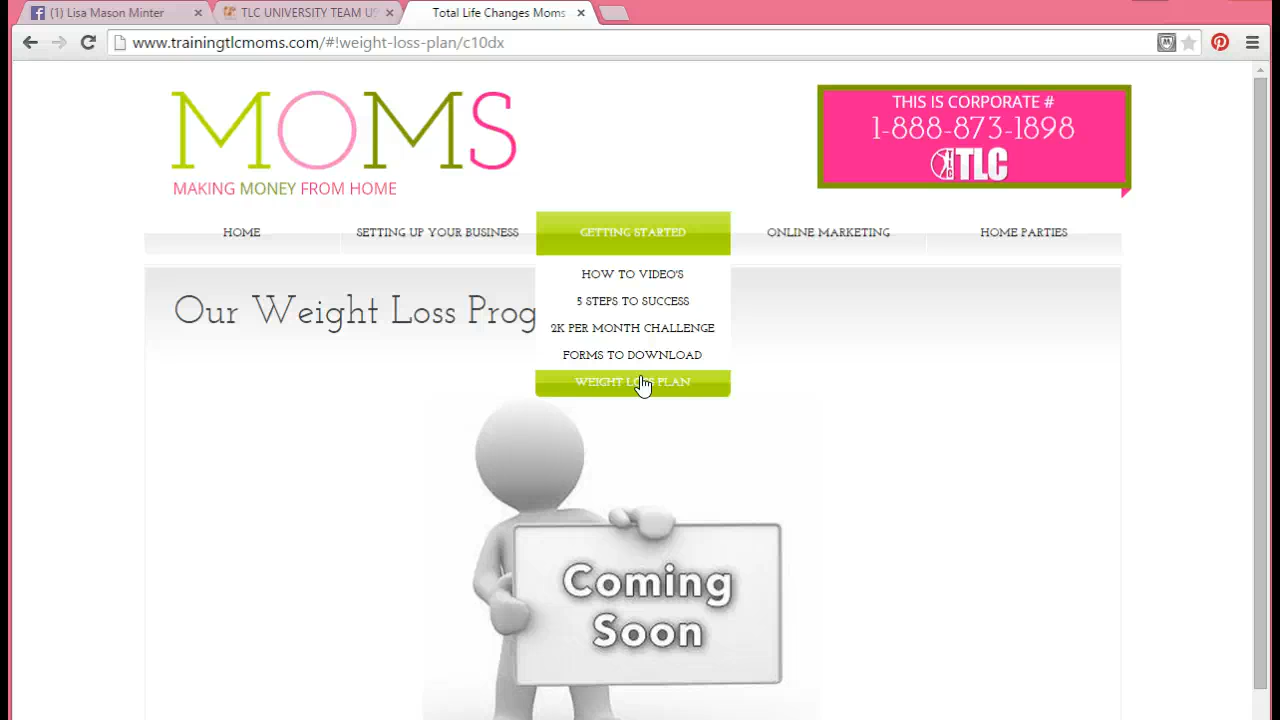 (1) Lisa Mason Minter
TLC UNIVERSITY TEAM US
Total Life Changes Moms
www.trainingtlcmoms.com/#!weight-loss-plan/c10dx
MOMS
MAKING MONEY FROM HOME
THIS IS CORPORATE #
1-888-873-1898
TLC
HOME
SETTING UP YOUR BUSINESS
GETTING STARTED
ONLINE MARKETING
HOME PARTIES
HOW TO VIDEO'S
5 STEPS TO SUCCESS
2K PER MONTH CHALLENGE
FORMS TO DOWNLOAD
WEIGHT LOSS PLAN
Our Weight Loss Prog
Coming
Soon